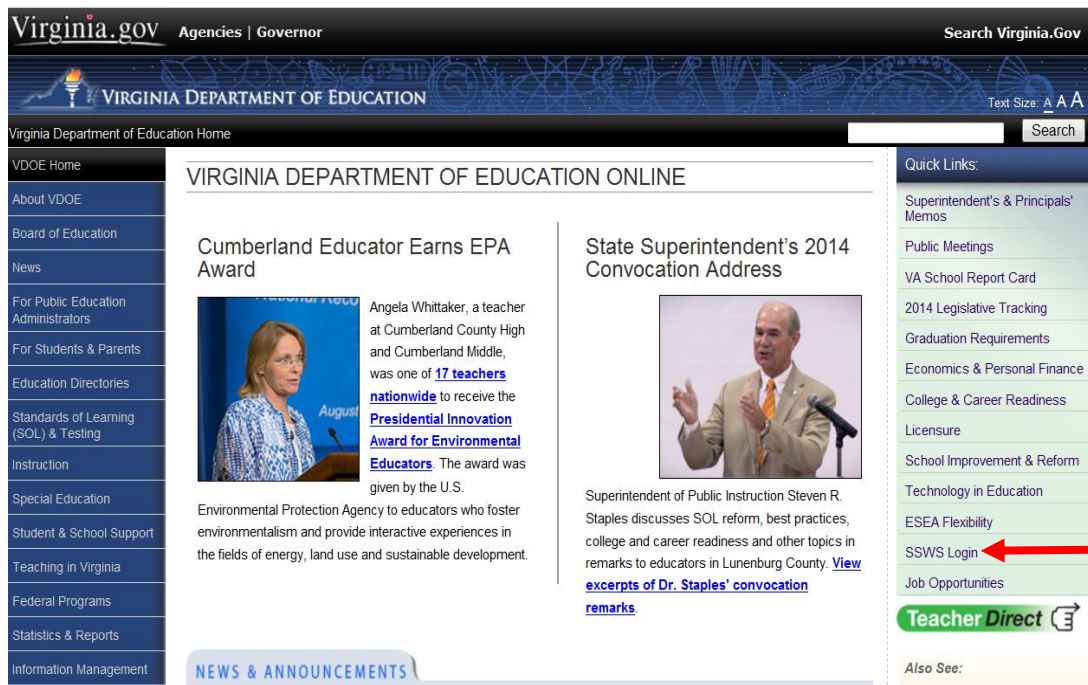 Virginia.gov Agencies | Governor Search Virginia.Gov
VIRGINIA DEPARTMENT OF EDUCATION
Text Size: A A A
Virginia Department of Education Home Search
VDOE Home
About VDOE
Board of Education
News
For Public Education
Administrators
For Students & Parents
Education Directories
Standards of Learning
(SOL) & Testing
Instruction
Special Education
Student & School Support
Teaching in Virginia
Federal Programs
Statistics & Reports
Information Management
VIRGINIA DEPARTMENT OF EDUCATION ONLINE
Cumberland Educator Earns EPA
Award
National Reco
August
Angela Whittaker, a teacher
at Cumberland County High
and Cumberland Middle,
was one of 17 teachers
nationwide to receive the
Presidential Innovation
Award for Environmental
Educators. The award was
given by the U.S.
Environmental Protection Agency to educators who foster
environmentalism and provide interactive experiences in
the fields of energy, land use and sustainable development.
State Superintendent's 2014
Convocation Address
Superintendent of Public Instruction Steven R.
Staples discusses SOL reform, best practices,
college and career readiness and other topics in
remarks to educators in Lunenburg County. View
excerpts of Dr. Staples' convocation
remarks.
NEWS & ANNOUNCEMENTS
Quick Links:
Superintendent's & Principals'
Memos
Public Meetings
VA School Report Card
2014 Legislative Tracking
Graduation Requirements
Economics & Personal Finance
College & Career Readiness
Licensure
School Improvement & Reform
Technology in Education
ESEA Flexibility
SSWS Login
Job Opportunities
Teacher Direct
Also See: